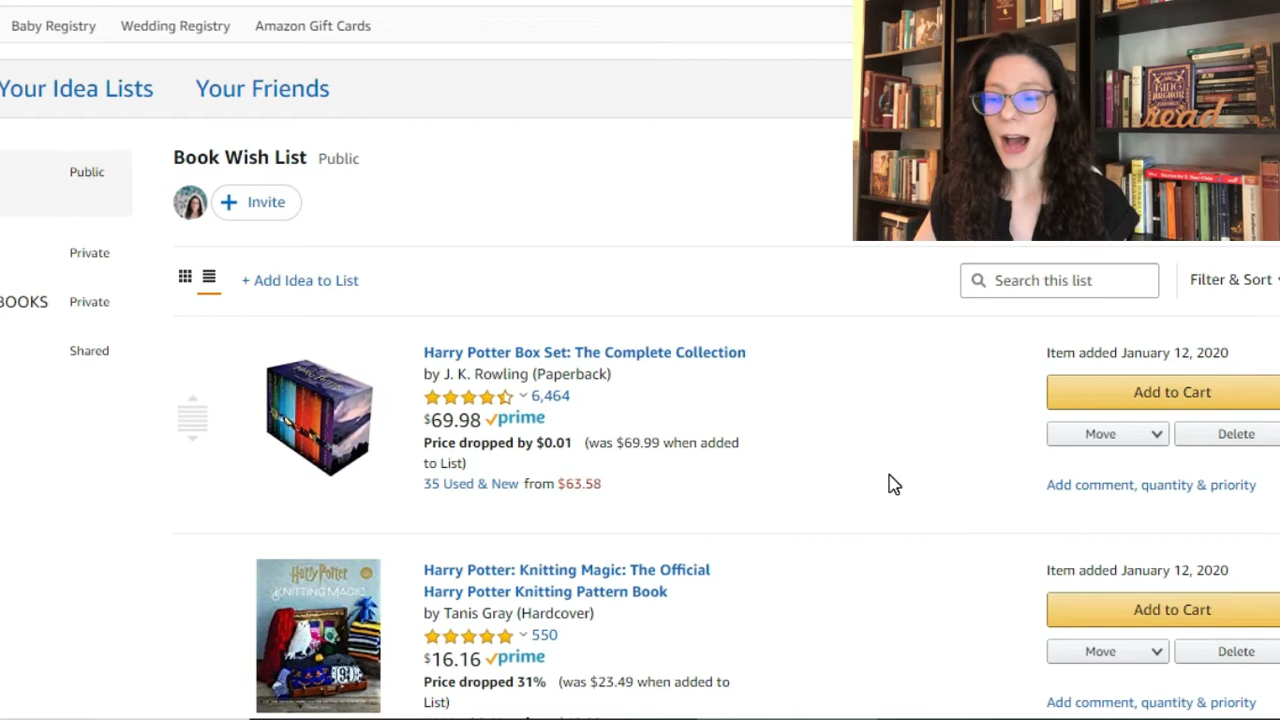 Baby Registry Wedding Registry Amazon Gift Cards
Your Idea Lists Your Friends
Public
Private
BOOKS Private
Shared
Book Wish List Public
+ Invite
+ Add Idea to List
Search this list
Filter & Sort
Harry Potter Box Set: The Complete Collection
by J. K. Rowling (Paperback)
6,464
$69.98 prime
Price dropped by $0.01 (was $69.99 when added
to List)
35 Used & New from $63.58
Item added January 12, 2020
Add to Cart
Move Delete
Add comment, quantity & priority
Harry Potter
KNITTING MAGIC
Harry Potter: Knitting Magic: The Official
Harry Potter Knitting Pattern Book
by Tanis Gray (Hardcover)
550
$16.16 prime
Price dropped 31% (was $23.49 when added to
List)
Item added January 12, 2020
Add to Cart
Move Delete
Add comment, quantity & priority
read